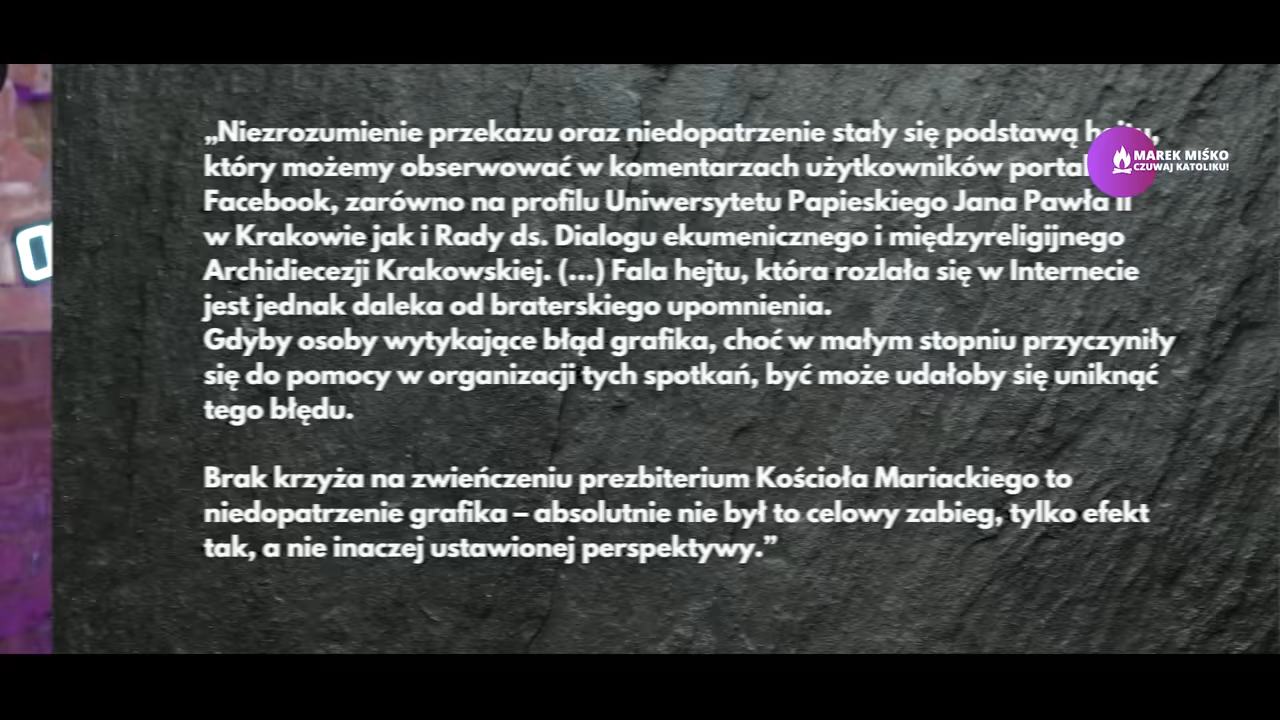 „Niezrozumienie przekazu oraz niedopatrzenie stały się podstawą hejtu,
który możemy obserwować w komentarzach użytkowników
Facebook, zarówno na profilu Uniwersytetu Papieskiego Jana Pawła II
w Krakowie jak i Rady ds. Dialogu ekumenicznego i międzyreligijnego
Archidiecezji Krakowskiej. (...) Fala hejtu, która rozlała się w Internecie
jest jednak daleka od braterskiego upomnienia.
Gdyby osoby wytykające błąd grafika, choć w małym stopniu przyczyniły
się do pomocy w organizacji tych spotkań, być może udałoby się uniknąć
tego błędu.
Brak krzyża na zwieńczeniu prezbiterium Kościoła Mariackiego to
niedopatrzenie grafika – absolutnie nie był to celowy zabieg, tylko efekt
tak, a nie inaczej ustawionej perspektywy.”
MAREK MIŚKO
CZUWAJ KATOLIKU!